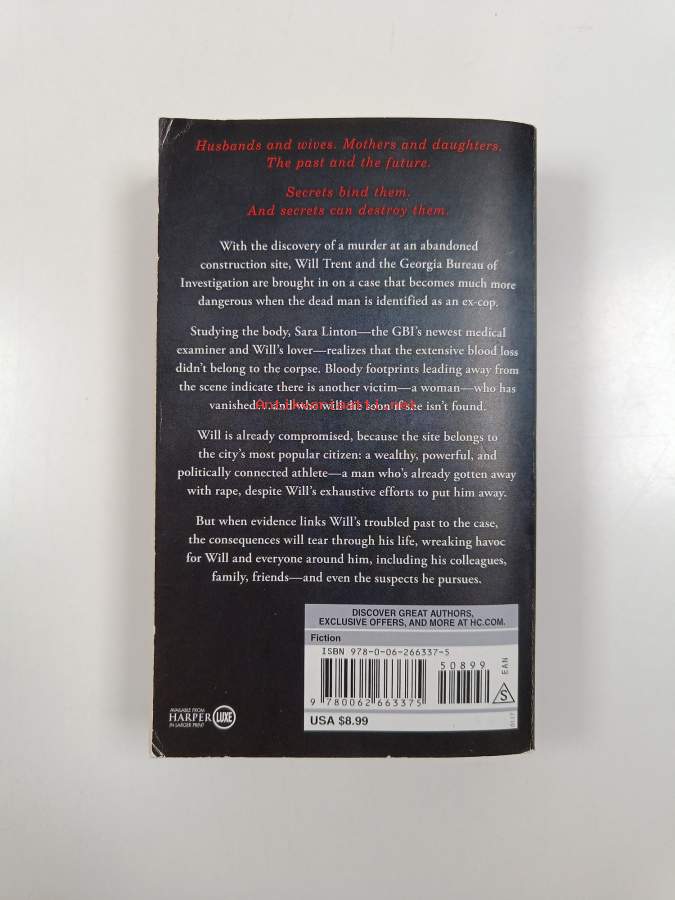 Husbands and wives. Mothers and daughters.
The past and the future.
Secrets bind them.
And secrets can destroy them.
With the discovery of a murder at an abandoned
construction site, Will Trent and the Georgia Bureau of
Investigation are brought in on a case that becomes much more
dangerous when the dead man is identified as an ex-cop.
Studying the body, Sara Linton—the GBI's newest medical
examiner and Will's lover—realizes that the extensive blood loss
didn't belong to the corpse. Bloody footprints leading away from
the scene indicate there is another victim—a woman—who has
vanished . . . and who will die soon if she isn't found.
Will is already compromised, because the site belongs to
the city's most popular citizen: a wealthy, powerful, and
politically connected athlete—a man who's already gotten away
with rape, despite Will's exhaustive efforts to put him away.
But when evidence links Will's troubled past to the case,
the consequences will tear through his life, wreaking havoc
for Will and everyone around him, including his colleagues,
family, friends—and even the suspects he pursues.
DISCOVER GREAT AUTHORS,
EXCLUSIVE OFFERS, AND MORE AT HC.COM.
Fiction
ISBN 978-0-06-266337-5
50899
EAN
9 780062 663375
S
USA $8.99
AVAILABLE FROM
HARPER LUXE
IN LARGER PRINT